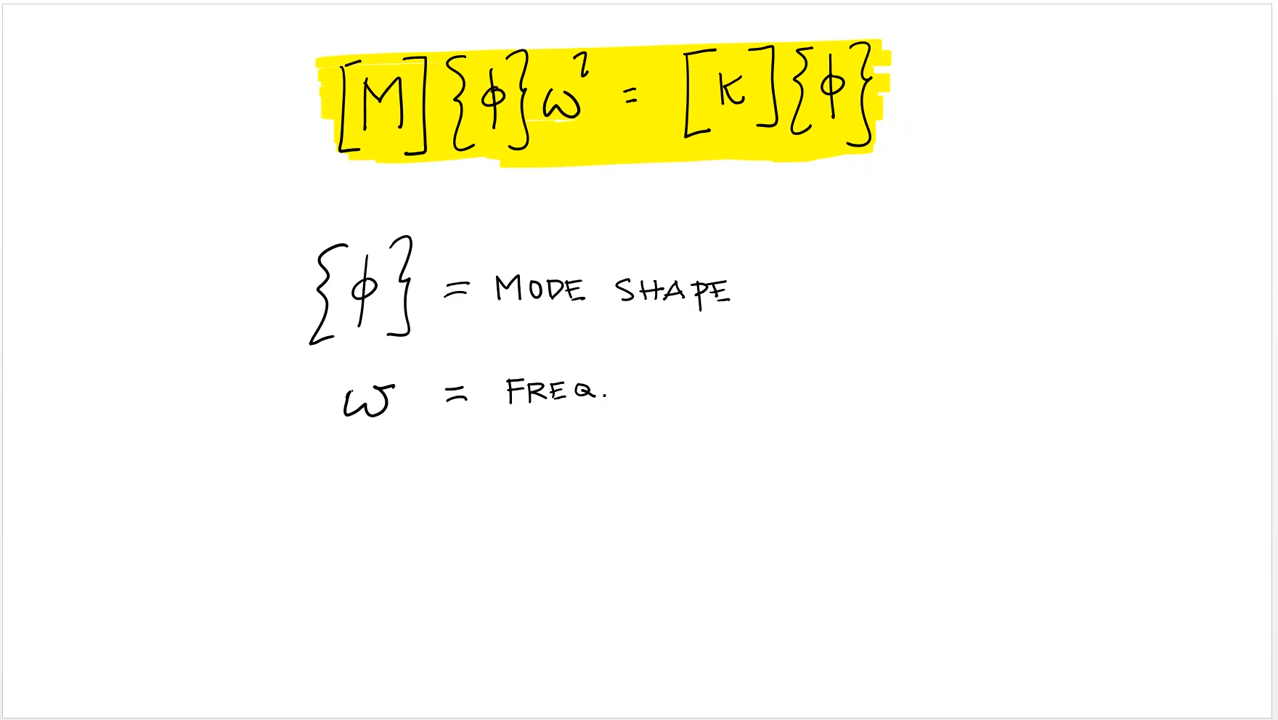 [M]{ϕ}ω² = [K]{ϕ}
{ϕ} = MODE SHAPE
ω = FREQ.